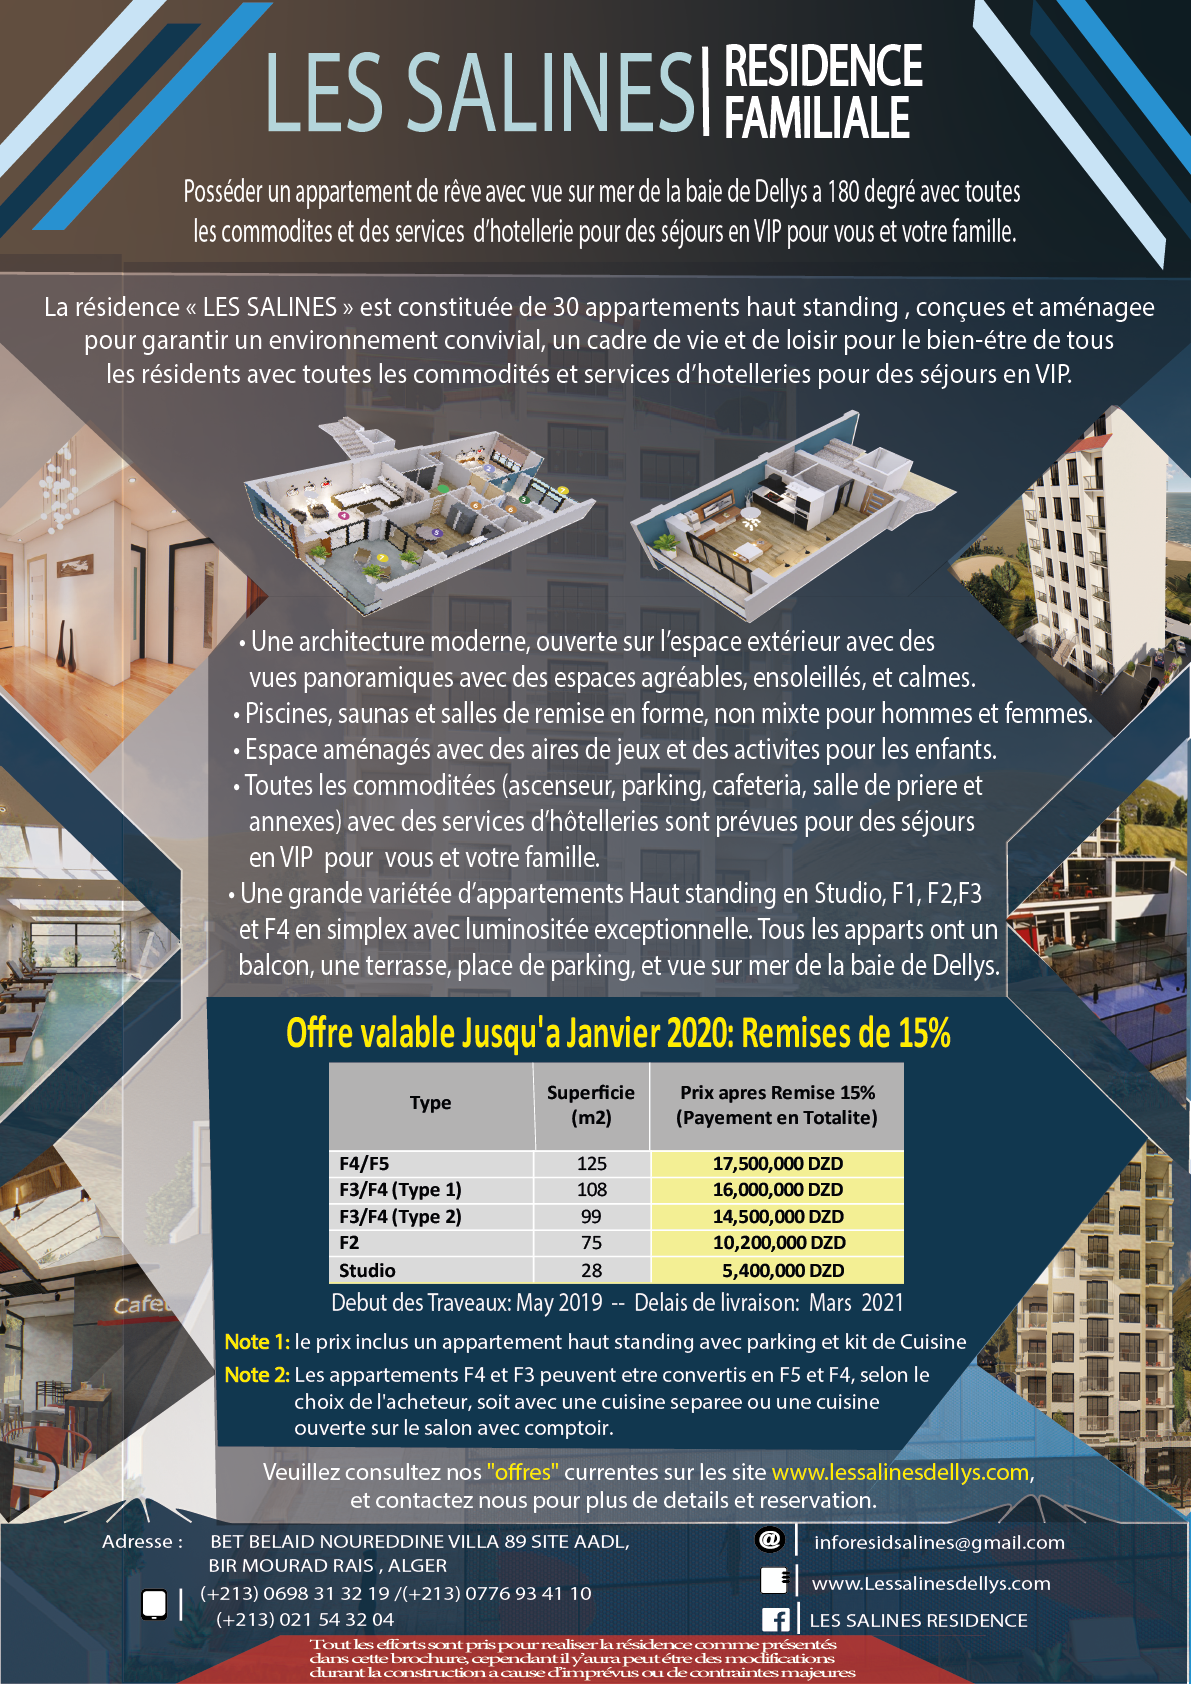 LES SALINES
RESIDENCE
FAMILIALE
Posséder un appartement de rêve avec vue sur mer de la baie de Dellys a 180 degré avec toutes
les commodites et des services d'hotellerie pour des séjours en VIP pour vous et votre famille.
La résidence « LES SALINES » est constituée de 30 appartements haut standing , conçues et aménagee
pour garantir un environnement convivial, un cadre de vie et de loisir pour le bien-étre de tous
les résidents avec toutes les commodités et services d'hotelleries pour des séjours en VIP.
• Une architecture moderne, ouverte sur l'espace extérieur avec des
vues panoramiques avec des espaces agréables, ensoleillés, et calmes.
• Piscines, saunas et salles de remise en forme, non mixte pour hommes et femmes.
• Espace aménagés avec des aires de jeux et des activites pour les enfants.
• Toutes les commoditées (ascenseur, parking, cafeteria, salle de priere et
annexes) avec des services d'hôtelleries sont prévues pour des séjours
en VIP pour vous et votre famille.
• Une grande variétée d'appartements Haut standing en Studio, F1, F2,F3
et F4 en simplex avec luminositée exceptionnelle. Tous les apparts ont un
balcon, une terrasse, place de parking, et vue sur mer de la baie de Dellys.
Offre valable Jusqu'a Janvier 2020: Remises de 15%
Type Superficie (m2) Prix apres Remise 15% (Payement en Totalite)
F4/F5 125 17,500,000 DZD
F3/F4 (Type 1) 108 16,000,000 DZD
F3/F4 (Type 2) 99 14,500,000 DZD
F2 75 10,200,000 DZD
Studio 28 5,400,000 DZD
Debut des Traveaux: May 2019 -- Delais de livraison: Mars 2021
Note 1: le prix inclus un appartement haut standing avec parking et kit de Cuisine
Note 2: Les appartements F4 et F3 peuvent etre convertis en F5 et F4, selon le
choix de l'acheteur, soit avec une cuisine separee ou une cuisine
ouverte sur le salon avec comptoir.
Veuillez consultez nos "offres" currentes sur les site www.lessalinesdellys.com,
et contactez nous pour plus de details et reservation.
Adresse : BET BELAID NOUREDDINE VILLA 89 SITE AADL,
BIR MOURAD RAIS , ALGER
(+213) 0698 31 32 19 /(+213) 0776 93 41 10
(+213) 021 54 32 04
inforesidsalines@gmail.com
www.Lessalinesdellys.com
LES SALINES RESIDENCE
Tout les efforts sont pris pour realiser la résidence comme présentés
dans cette brochure, cependant il y'aura peut étre des modifications
durant la construction a cause d'imprévus ou de contraintes majeures